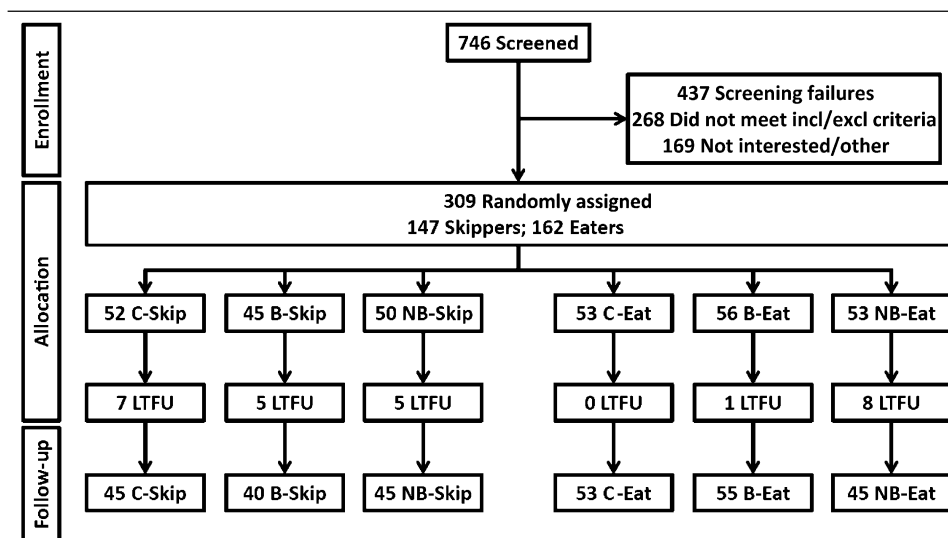 Enrollment
746 Screened
437 Screening failures
268 Did not meet incl/excl criteria
169 Not interested/other
Allocation
309 Randomly assigned
147 Skippers; 162 Eaters
52 C-Skip
45 B-Skip
50 NB-Skip
53 C-Eat
56 B-Eat
53 NB-Eat
7 LTFU
5 LTFU
5 LTFU
0 LTFU
1 LTFU
8 LTFU
Follow-up
45 C-Skip
40 B-Skip
45 NB-Skip
53 C-Eat
55 B-Eat
45 NB-Eat